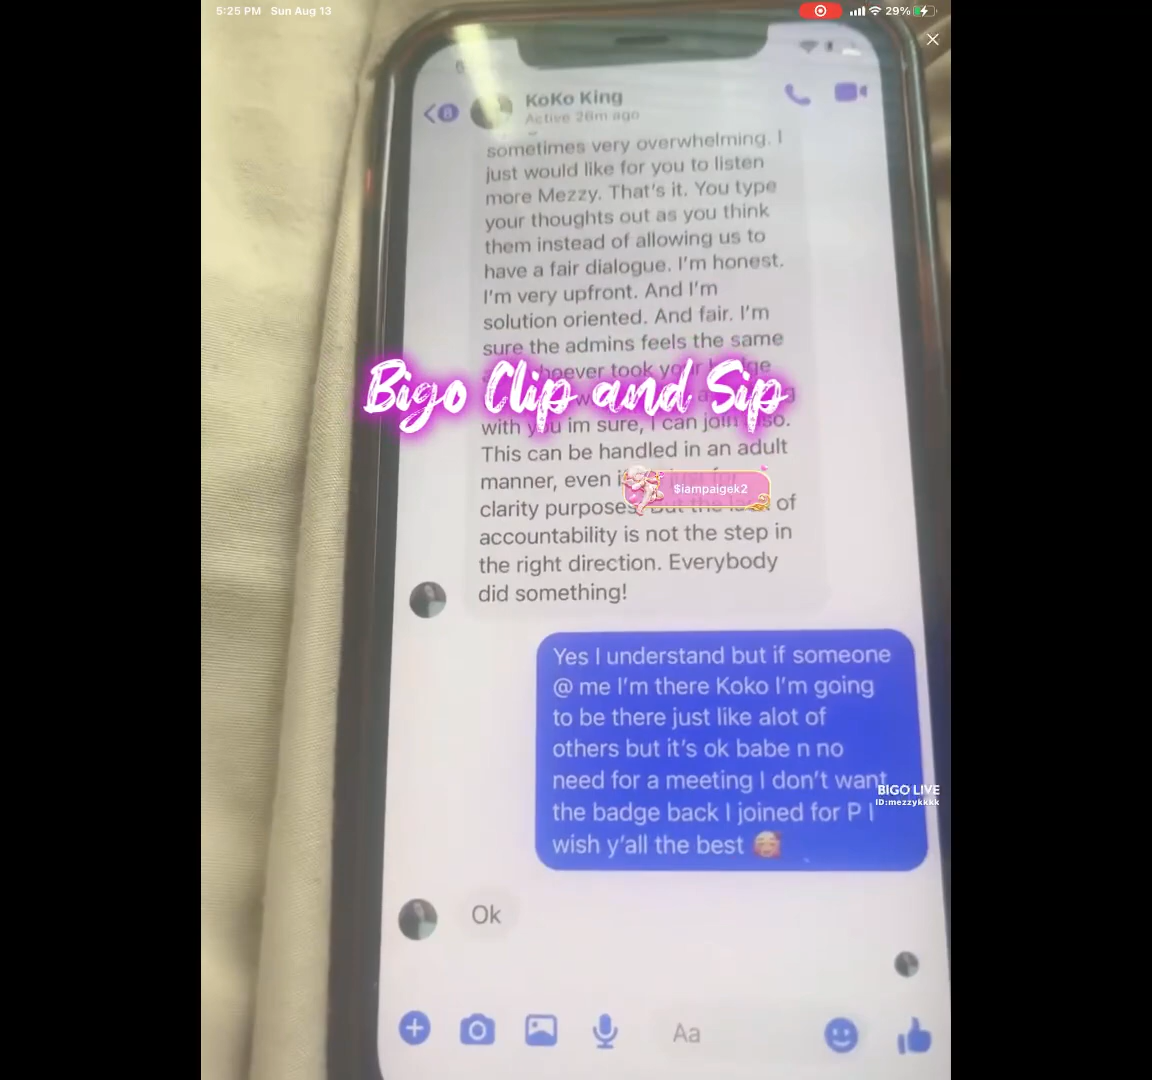 5:25 PM Sun Aug 13
29%
KoKo King
Active 26m ago
sometimes very overwhelming. I
just would like for you to listen
more Mezzy. That's it. You type
your thoughts out as you think
them instead of allowing us to
have a fair dialogue. I'm honest.
I'm very upfront. And I'm
solution oriented. And fair. I'm
sure the admins feels the same
took
Bigo Clip and Sip
with you im sure, I can join also.
This can be handled in an adult
manner, even
$iampaigek2
clarity purposes. But the lack of
accountability is not the step in
the right direction. Everybody
did something!
Yes I understand but if someone
@ me I'm there Koko I'm going
to be there just like alot of
others but it's ok babe n no
need for a meeting I don't want
BIGO LIVE
ID:mezzykkkk
the badge back I joined for P I
wish y'all the best
Ok
Aa